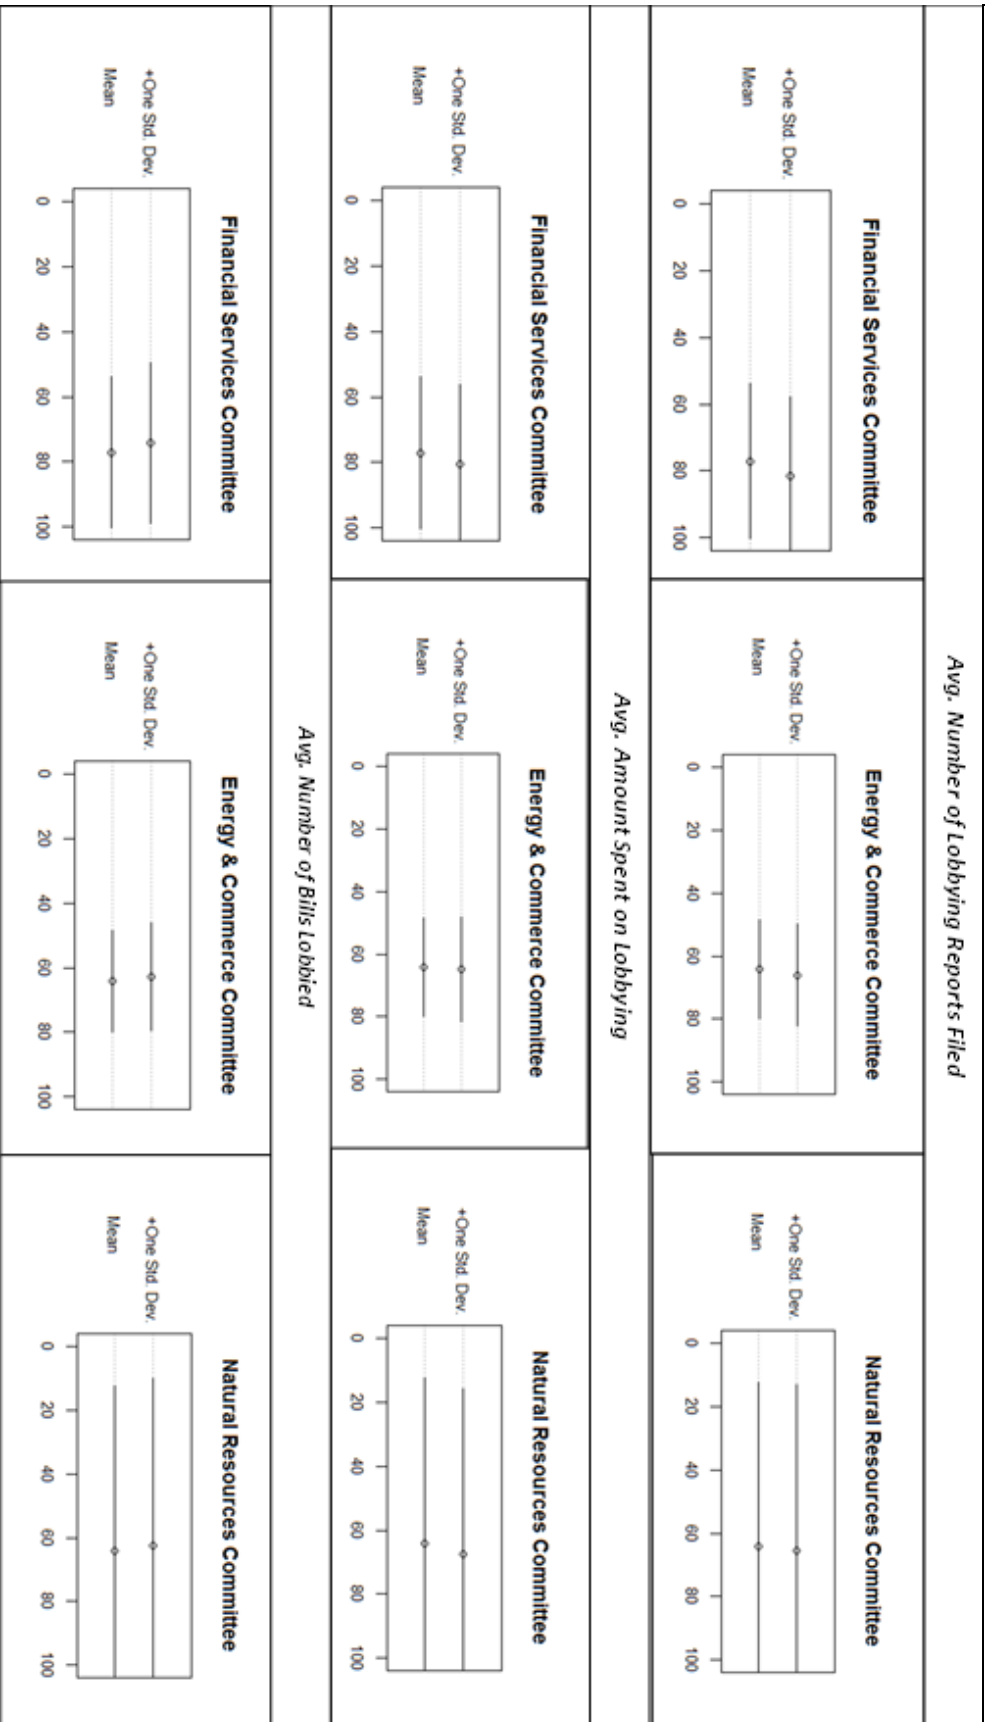 Avg. Number of Lobbying Reports Filed
Financial Services Committee
+One Std. Dev.
Mean
0 20 40 60 80 100
Energy & Commerce Committee
+One Std. Dev.
Mean
0 20 40 60 80 100
Natural Resources Committee
+One Std. Dev.
Mean
0 20 40 60 80 100
Avg. Amount Spent on Lobbying
Financial Services Committee
+One Std. Dev.
Mean
0 20 40 60 80 100
Energy & Commerce Committee
+One Std. Dev.
Mean
0 20 40 60 80 100
Natural Resources Committee
+One Std. Dev.
Mean
0 20 40 60 80 100
Avg. Number of Bills Lobbied
Financial Services Committee
+One Std. Dev.
Mean
0 20 40 60 80 100
Energy & Commerce Committee
+One Std. Dev.
Mean
0 20 40 60 80 100
Natural Resources Committee
+One Std. Dev.
Mean
0 20 40 60 80 100